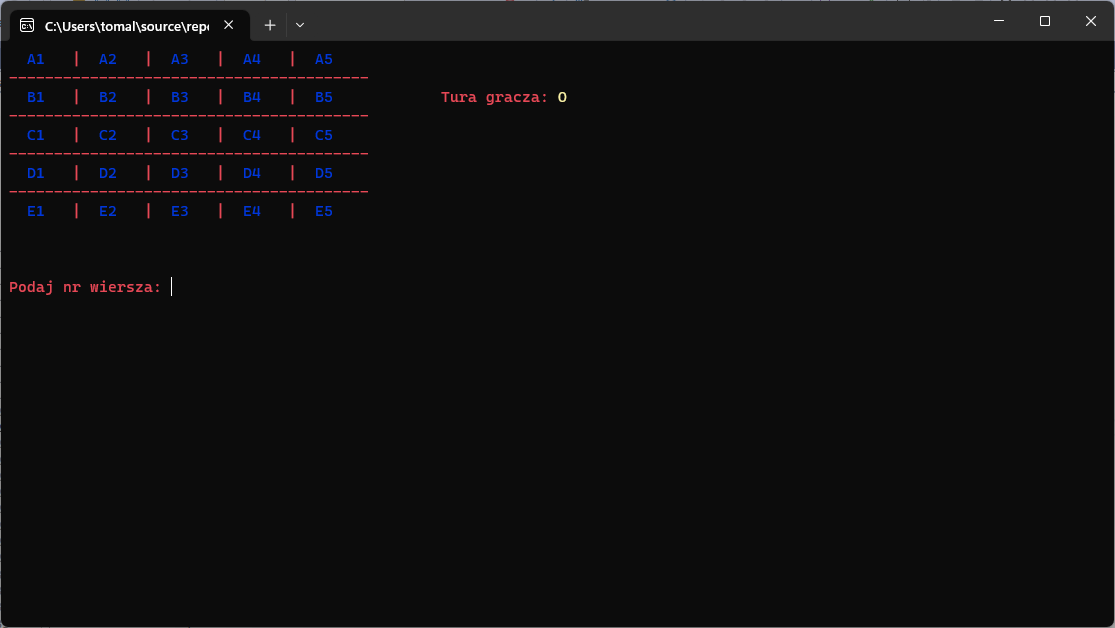 C:\Users\tomal\source\rep
A1 | A2 | A3 | A4 | A5
----------------------------------------
B1 | B2 | B3 | B4 | B5 Tura gracza: O
----------------------------------------
C1 | C2 | C3 | C4 | C5
----------------------------------------
D1 | D2 | D3 | D4 | D5
----------------------------------------
E1 | E2 | E3 | E4 | E5
Podaj nr wiersza: